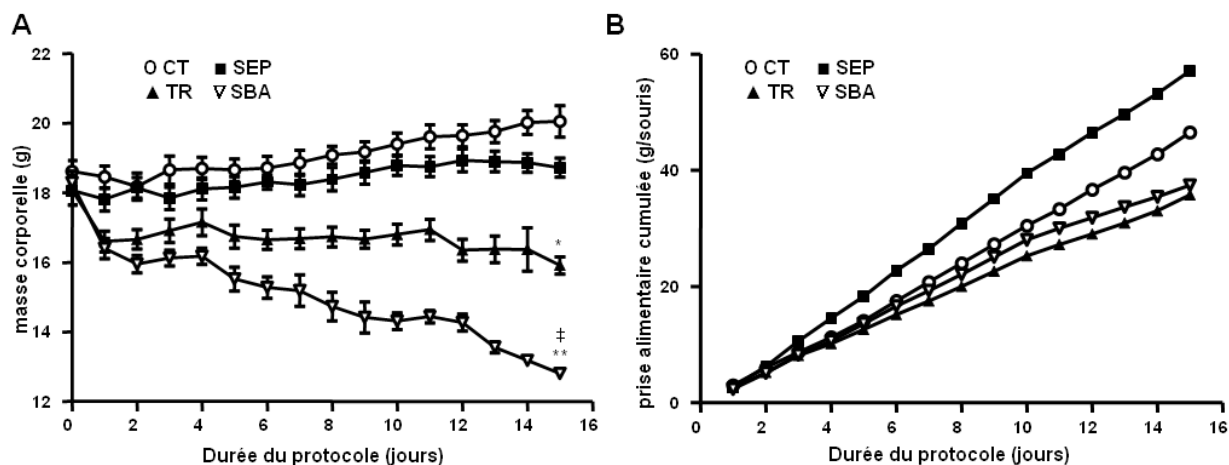 A
masse corporelle (g)
22
20
18
16
14
12
CT SEP
TR SBA
*
‡
**
0 2 4 6 8 10 12 14 16
Durée du protocole (jours)
B
prise alimentaire cumulée (g/souris)
60
40
20
0
CT SEP
TR SBA
0 2 4 6 8 10 12 14 16
Durée du protocole (jours)